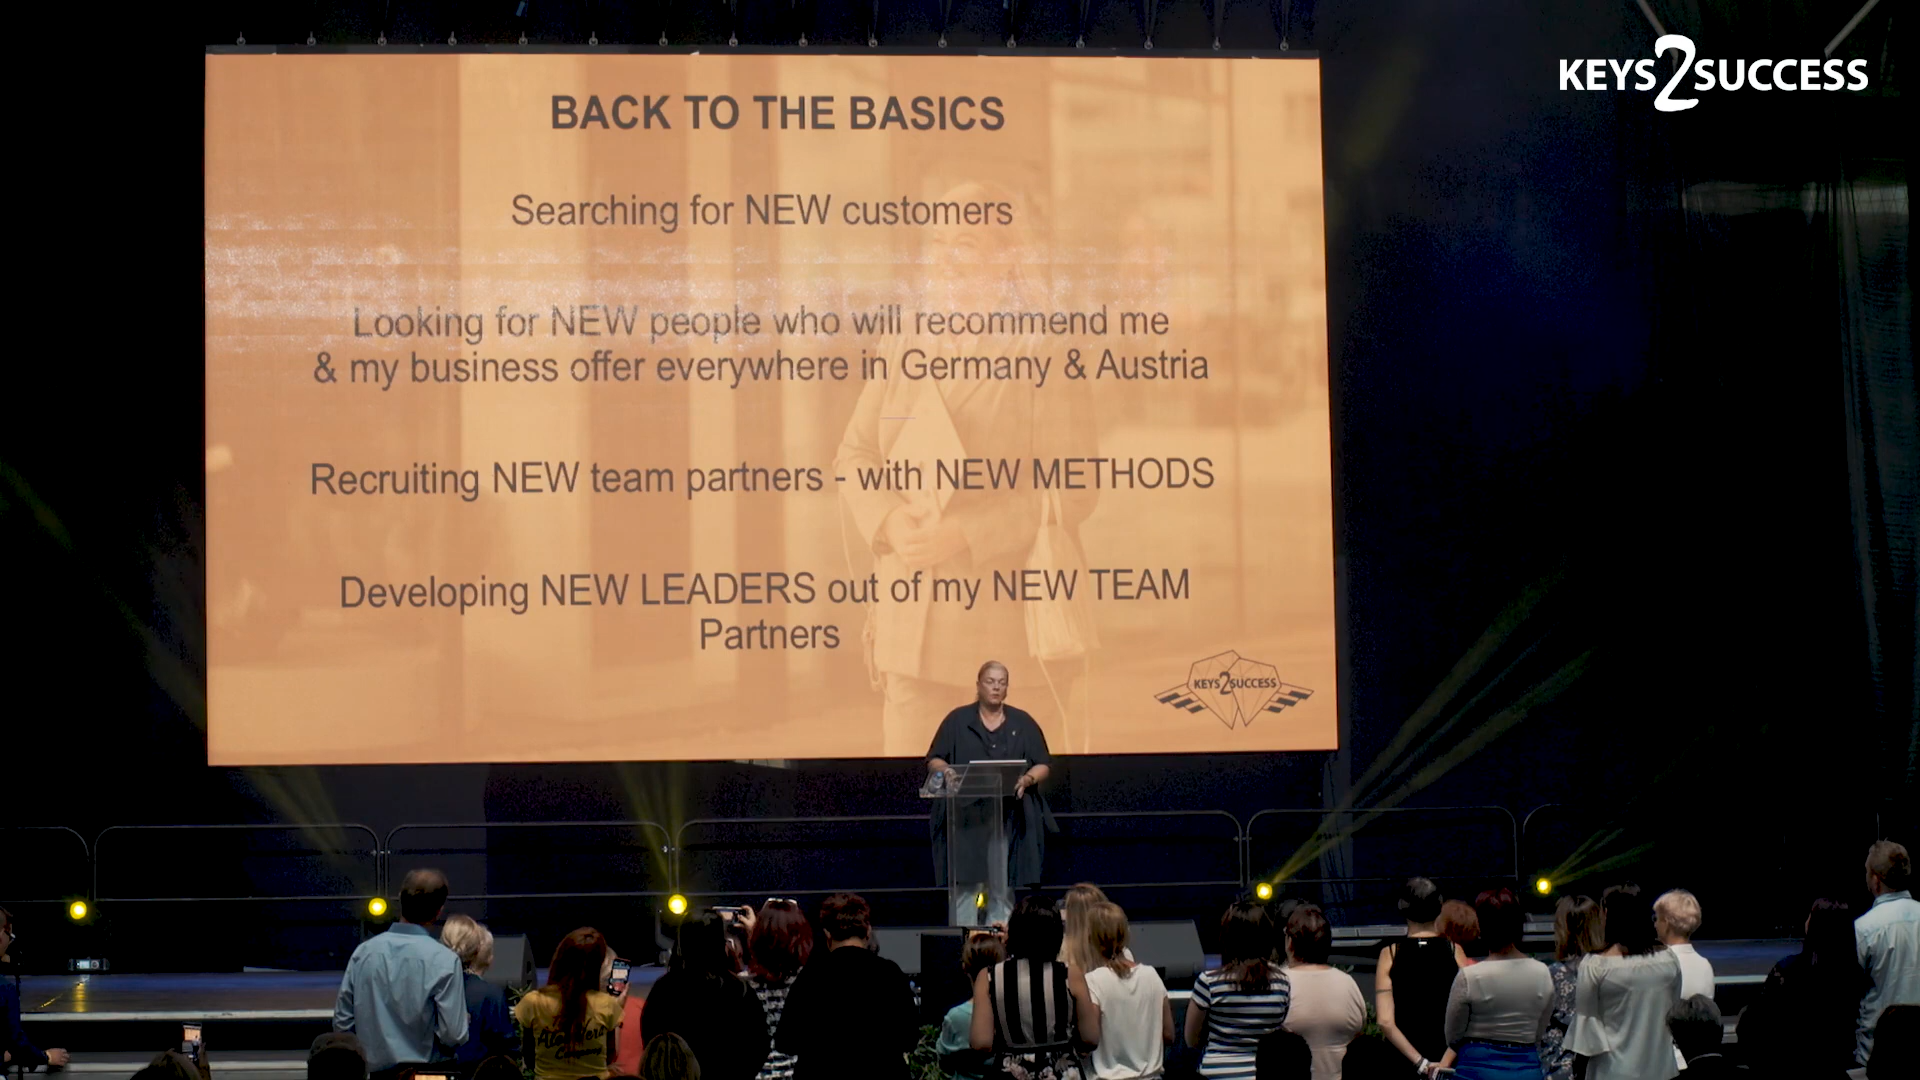 KEYS2SUCCESS
BACK TO THE BASICS
Searching for NEW customers
Looking for NEW people who will recommend me
& my business offer everywhere in Germany & Austria
Recruiting NEW team partners - with NEW METHODS
Developing NEW LEADERS out of my NEW TEAM
Partners
KEYS2SUCCESS